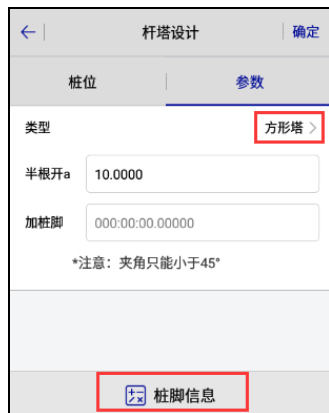 杆塔设计 确定
桩位 参数
类型 方形塔
半根开a 10.0000
加桩脚 000:00:00.00000
*注意：夹角只能小于45°
桩脚信息